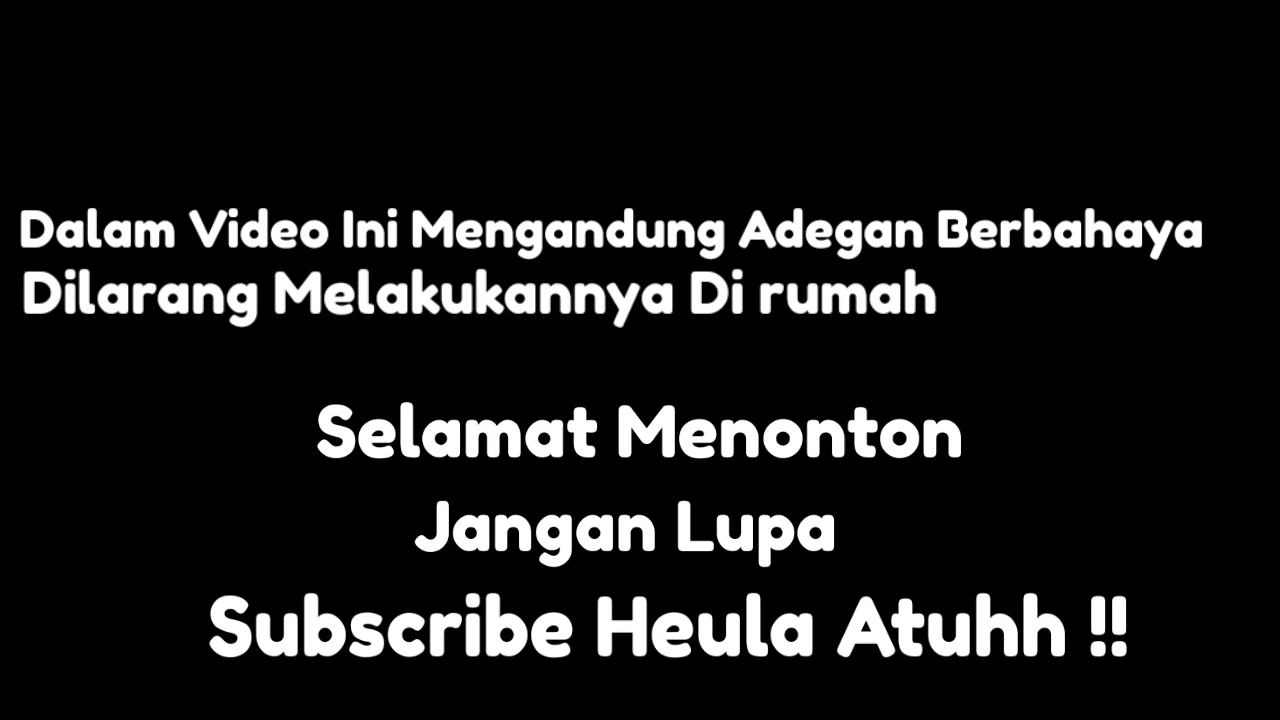 Dalam Video Ini Mengandung Adegan Berbahaya
Dilarang Melakukannya Di rumah
Selamat Menonton
Jangan Lupa
Subscribe Heula Atuhh !!